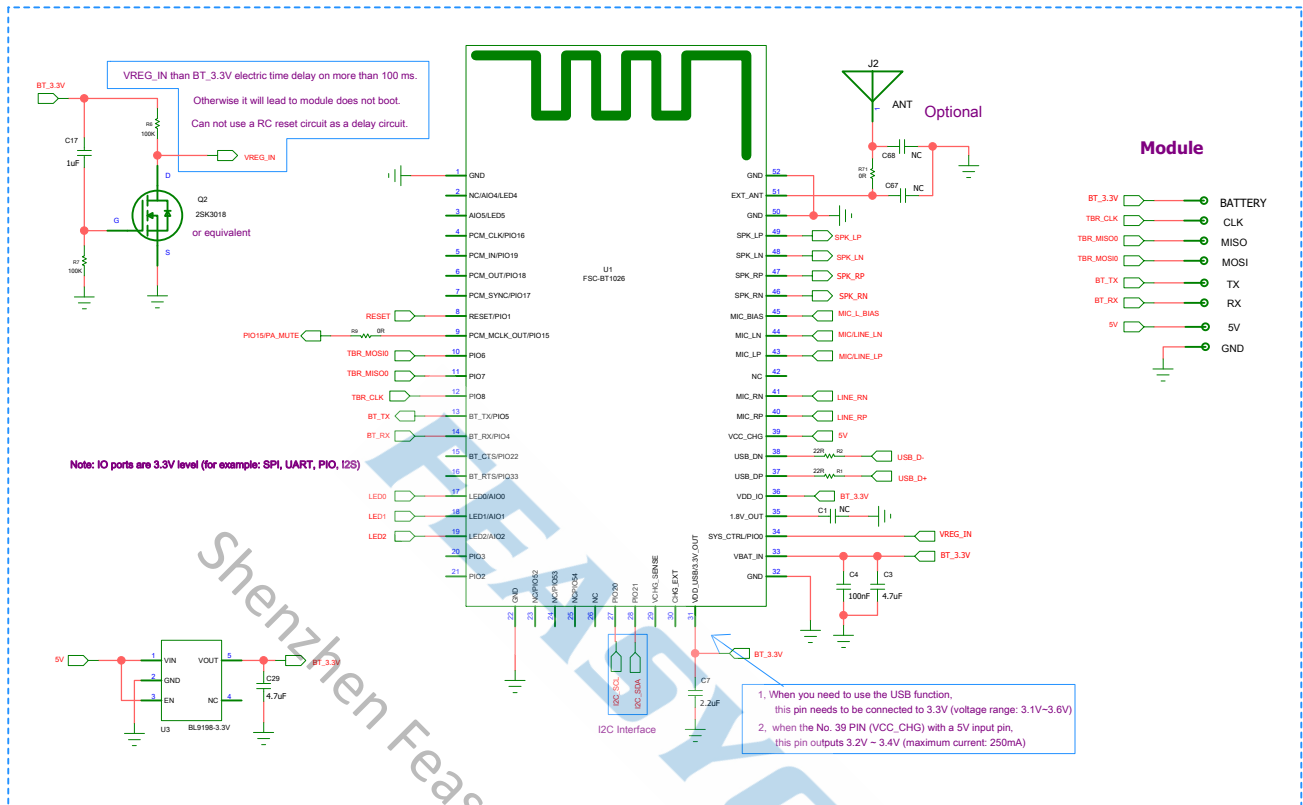 VREG_IN than BT_3.3V electric time delay on more than 100 ms.
Otherwise it will lead to module does not boot.
Can not use a RC reset circuit as a delay circuit.
BT_3.3V
R6
100K
C17
1uF
VREG_IN
D
Q2
2SK3018
or equivalent
G
S
R7
100K
J2
1
ANT
Optional
C68
NC
R71
0R
C67
NC
Module
BT_3.3V
BATTERY
TBR_CLK
CLK
TBR_MISO0
MISO
TBR_MOSI0
MOSI
BT_TX
TX
BT_RX
RX
5V
5V
GND
U1
FSC-BT1026
1 GND
2 NC/AIO4/LED4
3 AIO5/LED5
4 PCM_CLK/PIO16
5 PCM_IN/PIO19
6 PCM_OUT/PIO18
7 PCM_SYNC/PIO17
RESET 8 RESET/PIO1
PIO15/PA_MUTE R9 0R 9 PCM_MCLK_OUT/PIO15
TBR_MOSI0 10 PIO6
TBR_MISO0 11 PIO7
TBR_CLK 12 PIO8
BT_TX 13 BT_TX/PIO5
BT_RX 14 BT_RX/PIO4
15 BT_CTS/PIO22
16 BT_RTS/PIO33
LED0 17 LED0/AIO0
LED1 18 LED1/AIO1
LED2 19 LED2/AIO2
20 PIO3
21 PIO2
Note: IO ports are 3.3V level (for example: SPI, UART, PIO, I2S)
GND 52
EXT_ANT 51
GND 50
SPK_LP 49 SPK_LP
SPK_LN 48 SPK_LN
SPK_RP 47 SPK_RP
SPK_RN 46 SPK_RN
MIC_BIAS 45 MIC_L_BIAS
MIC_LN 44 MIC/LINE_LN
MIC_LP 43 MIC/LINE_LP
NC 42
MIC_RN 41 LINE_RN
MIC_RP 40 LINE_RP
VCC_CHG 39 5V
USB_DN 38 22R R2 USB_D-
USB_DP 37 22R R1 USB_D+
VDD_IO 36 BT_3.3V
1.8V_OUT 35 C1 NC
SYS_CTRL/PIO0 34 VREG_IN
VBAT_IN 33 BT_3.3V
GND 32
C4
100nF
C3
4.7uF
GND 22
NC/PIO52 23
NC/PIO53 24
NC/PIO54 25
NC 26
PIO20 27
PIO21 28
VCHG_SENSE 29
CHG_EXT 30
VDD_USB/3.3V_OUT 31
I2C_SCL
I2C_SDA
I2C Interface
BT_3.3V
C7
2.2uF
1, When you need to use the USB function,
this pin needs to be connected to 3.3V (voltage range: 3.1V~3.6V)
2, when the No. 39 PIN (VCC_CHG) with a 5V input pin,
this pin outputs 3.2V ~ 3.4V (maximum current: 250mA)
5V
1 VIN
2 GND
3 EN
VOUT 5
NC 4
U3
BL9198-3.3V
BT_3.3V
C29
4.7uF
Shenzhen Feas
FEASYC